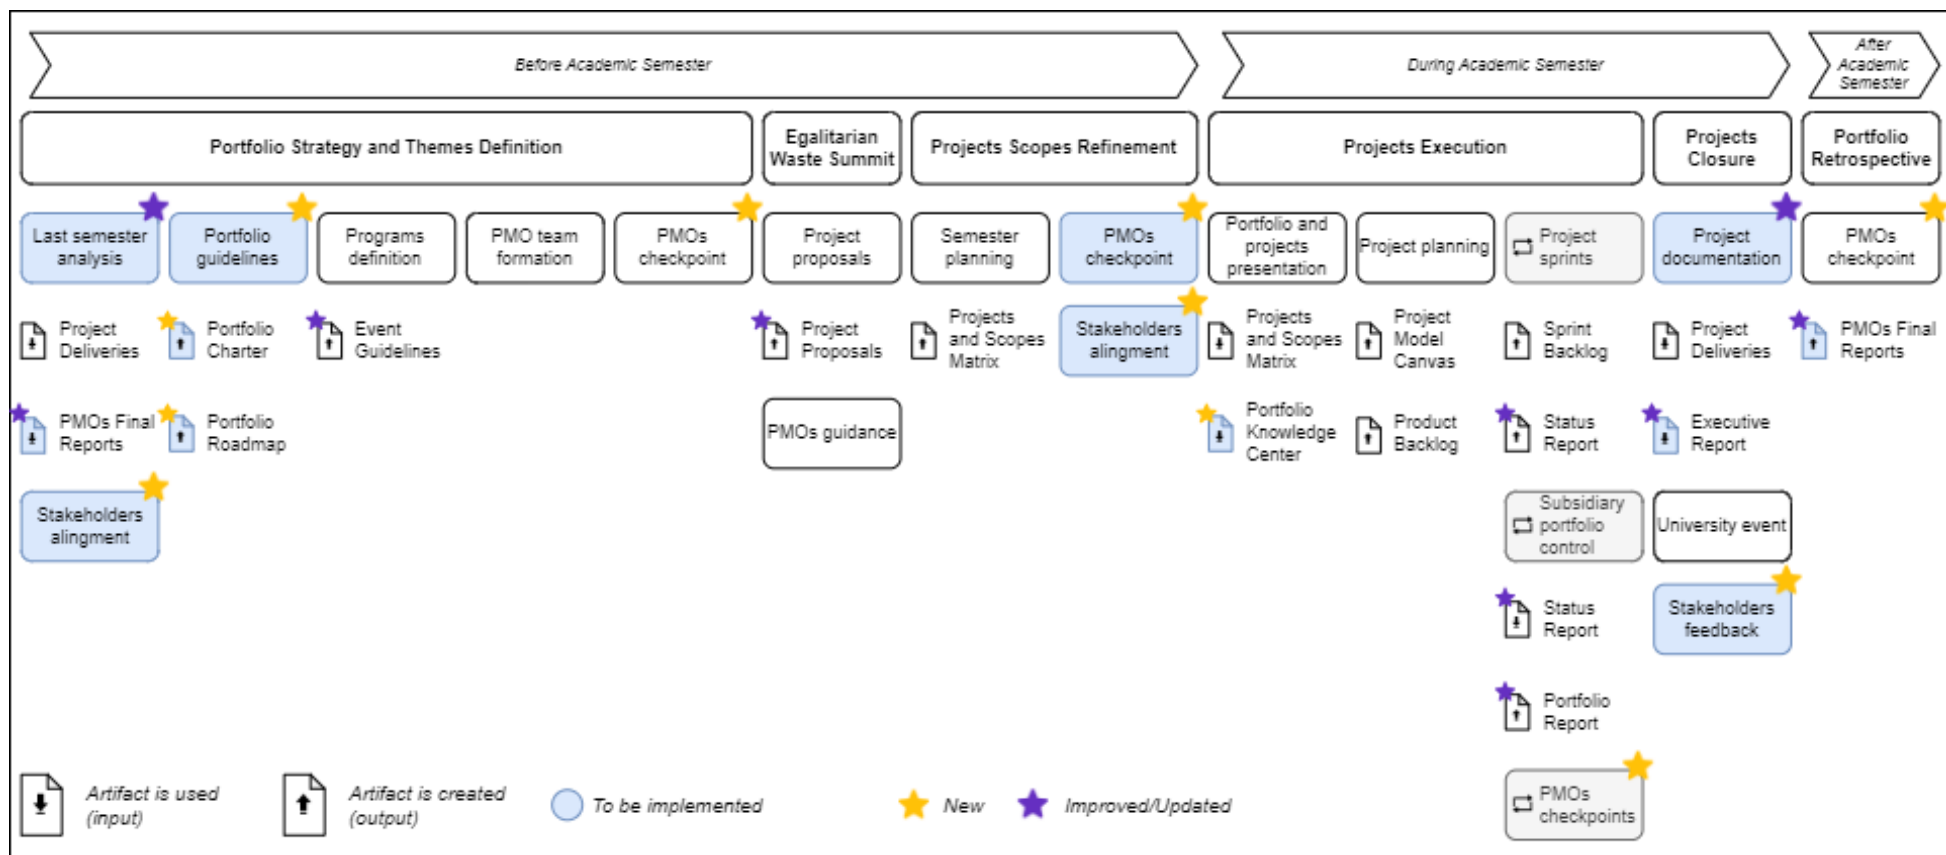 Before Academic Semester
During Academic Semester
After
Academic
Semester
Portfolio Strategy and Themes Definition
Egalitarian
Waste Summit
Projects Scopes Refinement
Projects Execution
Projects
Closure
Portfolio
Retrospective
Last semester
analysis
Portfolio
guidelines
Programs
definition
PMO team
formation
PMOs
checkpoint
Project
proposals
Semester
planning
PMOs
checkpoint
Portfolio and
projects
presentation
Project planning
Project
sprints
Project
documentation
PMOs
checkpoint
Project
Deliveries
Portfolio
Charter
Event
Guidelines
Project
Proposals
Projects
and Scopes
Matrix
Stakeholders
alingment
Projects
and Scopes
Matrix
Project
Model
Canvas
Sprint
Backlog
Project
Deliveries
PMOs Final
Reports
PMOs Final
Reports
Portfolio
Roadmap
PMOs guidance
Portfolio
Knowledge
Center
Product
Backlog
Status
Report
Executive
Report
Stakeholders
alingment
Subsidiary
portfolio
control
University event
Status
Report
Stakeholders
feedback
Portfolio
Report
PMOs
checkpoints
Artifact is used
(input)
Artifact is created
(output)
To be implemented
New
Improved/Updated